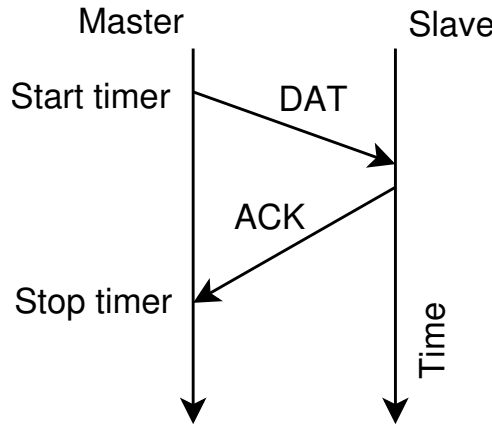 Master
Slave
Start timer
DAT
ACK
Stop timer
Time